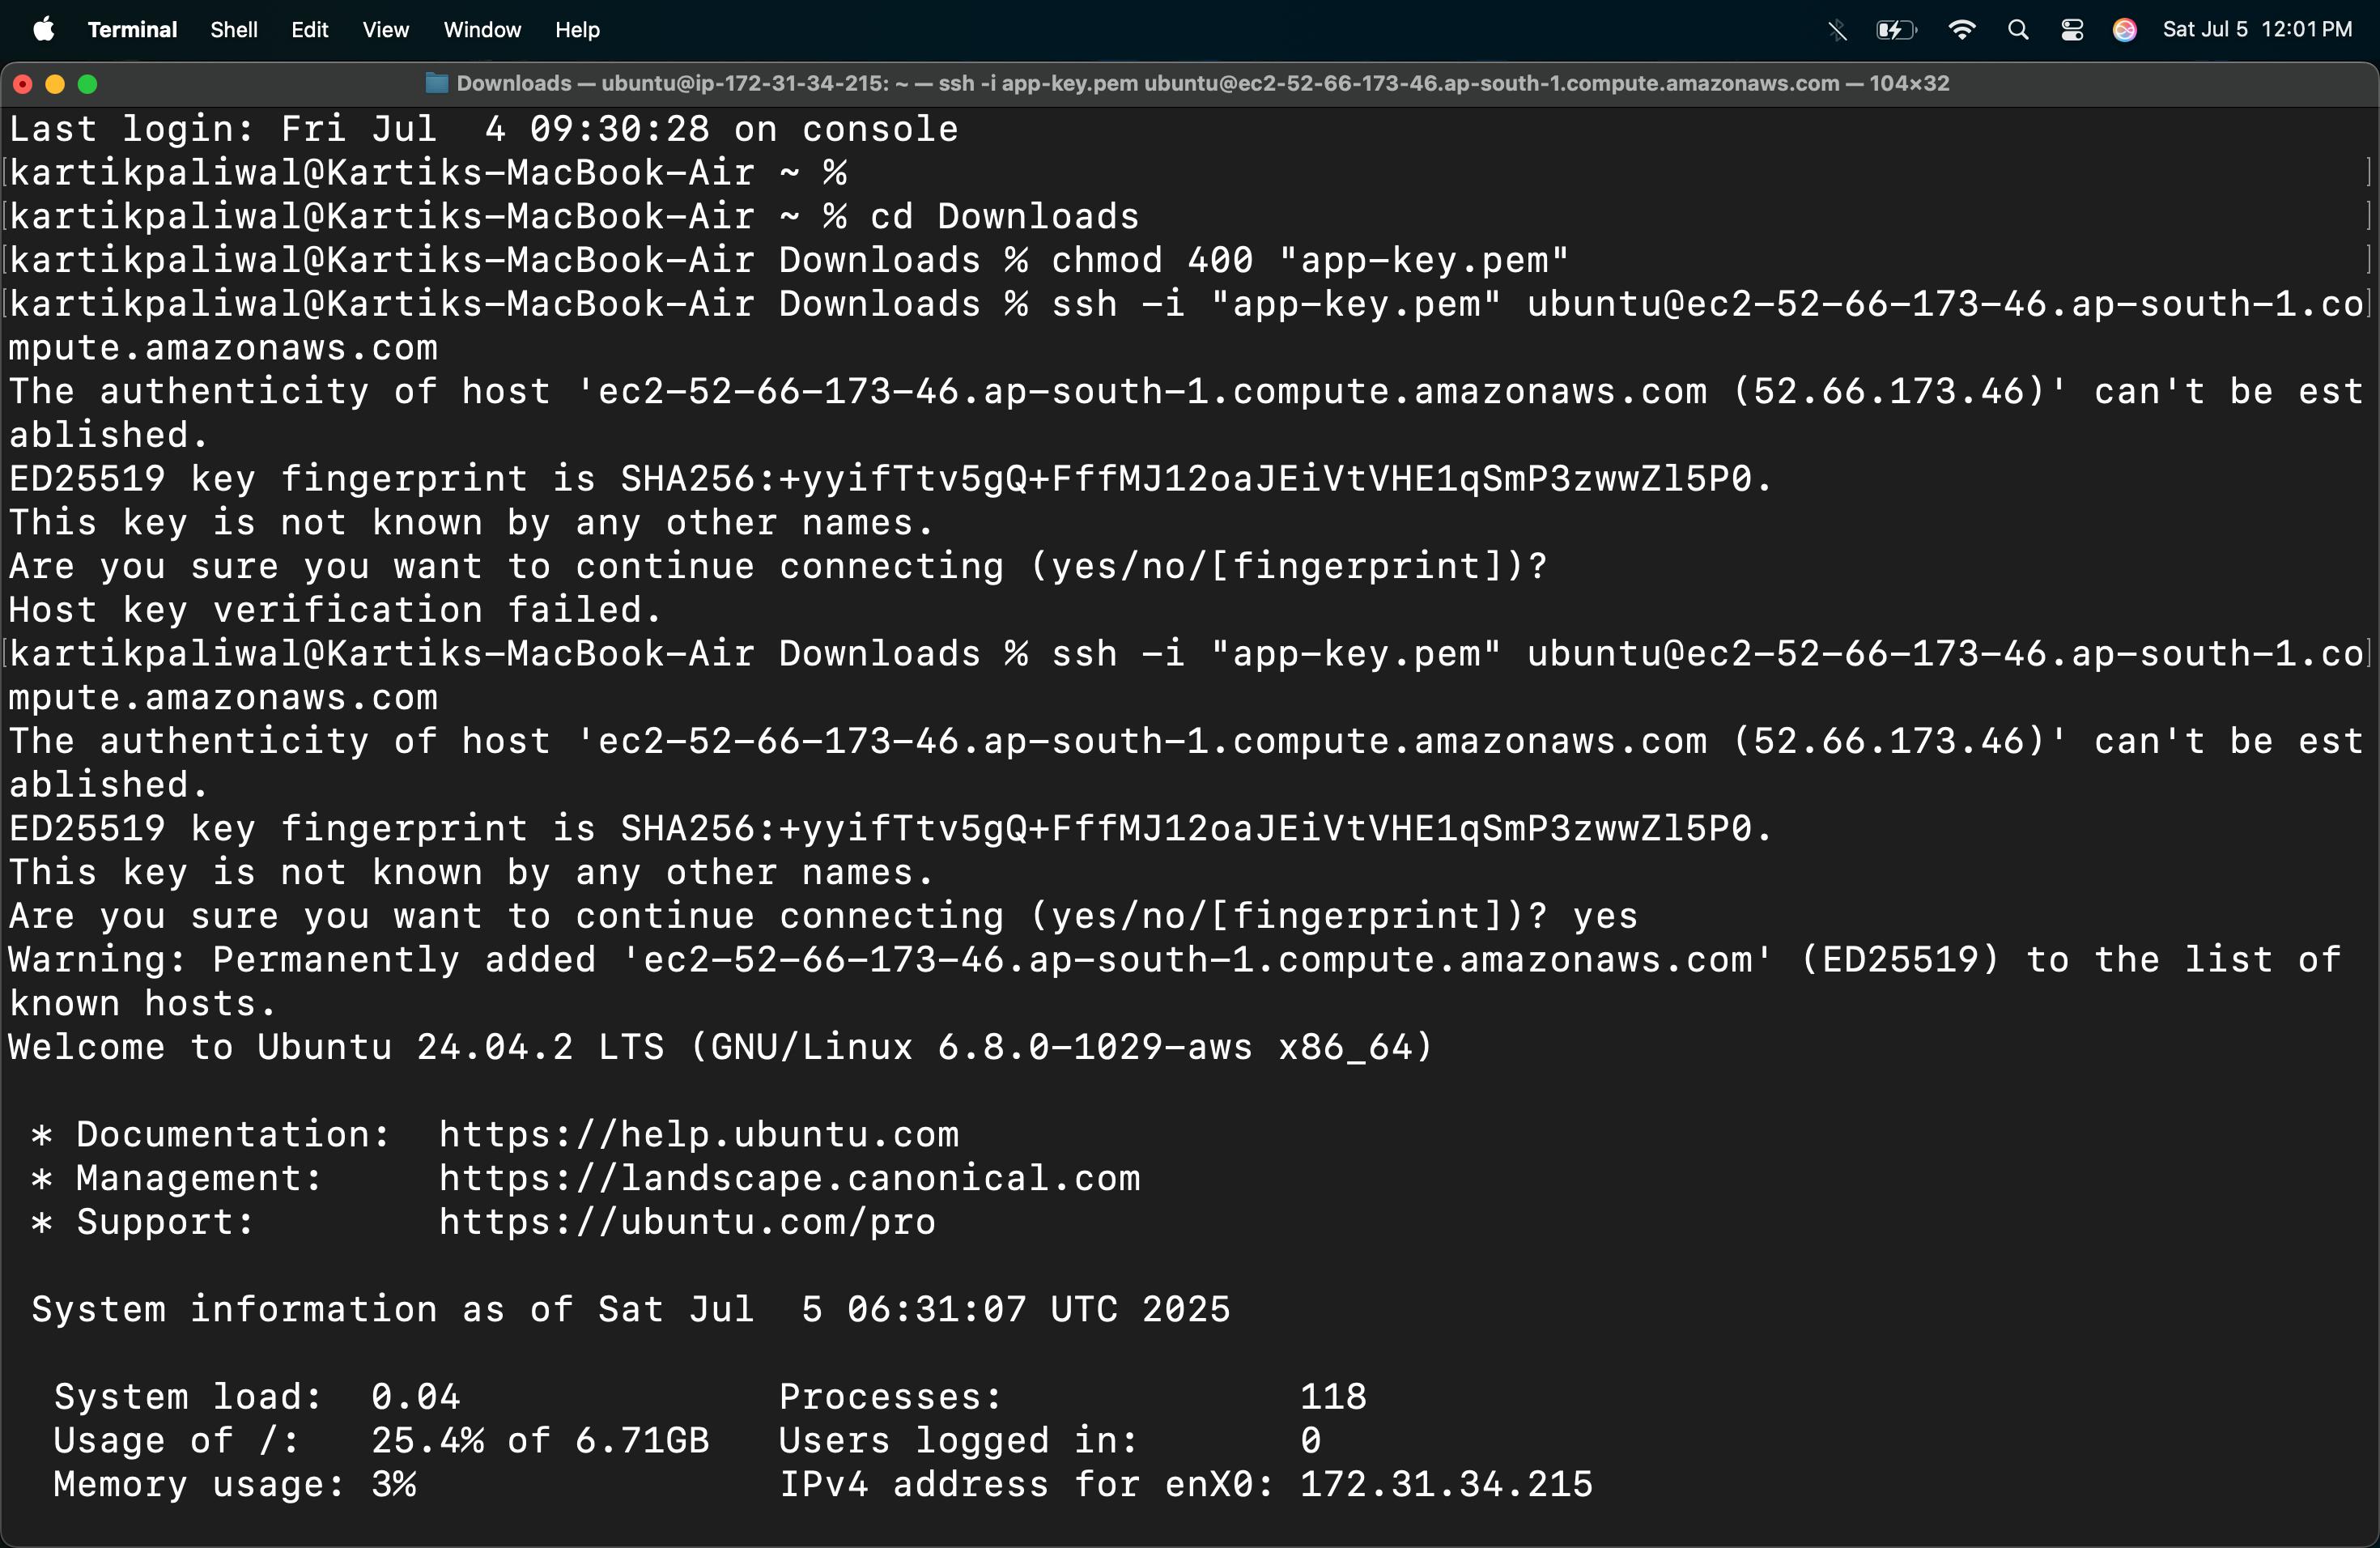 Terminal Shell Edit View Window Help Sat Jul 5 12:01 PM
Downloads — ubuntu@ip-172-31-34-215: ~ — ssh -i app-key.pem ubuntu@ec2-52-66-173-46.ap-south-1.compute.amazonaws.com — 104×32
Last login: Fri Jul  4 09:30:28 on console
[kartikpaliwal@Kartiks-MacBook-Air ~ % ]
[kartikpaliwal@Kartiks-MacBook-Air ~ % cd Downloads ]
[kartikpaliwal@Kartiks-MacBook-Air Downloads % chmod 400 "app-key.pem" ]
[kartikpaliwal@Kartiks-MacBook-Air Downloads % ssh -i "app-key.pem" ubuntu@ec2-52-66-173-46.ap-south-1.co]
mpute.amazonaws.com
The authenticity of host 'ec2-52-66-173-46.ap-south-1.compute.amazonaws.com (52.66.173.46)' can't be est
ablished.
ED25519 key fingerprint is SHA256:+yyifTtv5gQ+FffMJ12oaJEiVtVHE1qSmP3zwwZl5P0.
This key is not known by any other names.
Are you sure you want to continue connecting (yes/no/[fingerprint])?
Host key verification failed.
[kartikpaliwal@Kartiks-MacBook-Air Downloads % ssh -i "app-key.pem" ubuntu@ec2-52-66-173-46.ap-south-1.co]
mpute.amazonaws.com
The authenticity of host 'ec2-52-66-173-46.ap-south-1.compute.amazonaws.com (52.66.173.46)' can't be est
ablished.
ED25519 key fingerprint is SHA256:+yyifTtv5gQ+FffMJ12oaJEiVtVHE1qSmP3zwwZl5P0.
This key is not known by any other names.
Are you sure you want to continue connecting (yes/no/[fingerprint])? yes
Warning: Permanently added 'ec2-52-66-173-46.ap-south-1.compute.amazonaws.com' (ED25519) to the list of
known hosts.
Welcome to Ubuntu 24.04.2 LTS (GNU/Linux 6.8.0-1029-aws x86_64)
* Documentation:  https://help.ubuntu.com
* Management:     https://landscape.canonical.com
* Support:        https://ubuntu.com/pro
System information as of Sat Jul  5 06:31:07 UTC 2025
System load:  0.04              Processes:             118
Usage of /:   25.4% of 6.71GB   Users logged in:       0
Memory usage: 3%                IPv4 address for enX0: 172.31.34.215